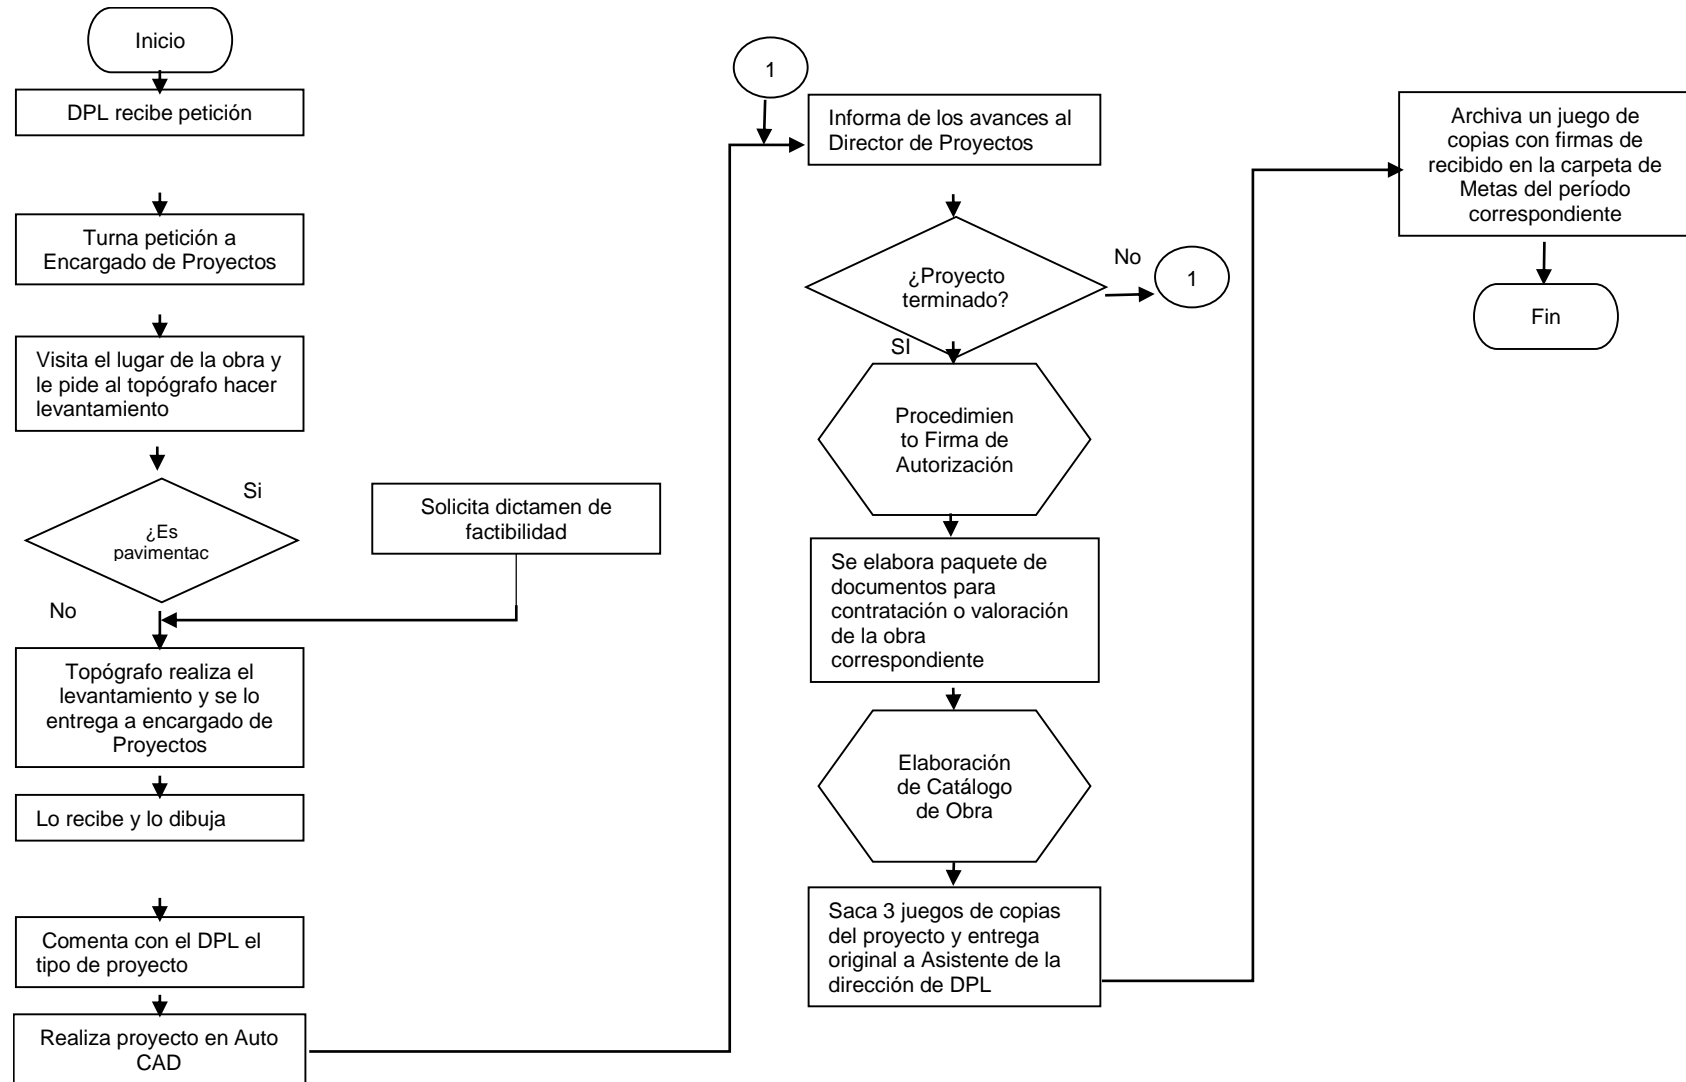 Inicio
DPL recibe petición
Turna petición a
Encargado de Proyectos
Visita el lugar de la obra y
le pide al topógrafo hacer
levantamiento
Si
¿Es
pavimentac
No
Solicita dictamen de
factibilidad
Topógrafo realiza el
levantamiento y se lo
entrega a encargado de
Proyectos
Lo recibe y lo dibuja
Comenta con el DPL el
tipo de proyecto
Realiza proyecto en Auto
CAD
1
Informa de los avances al
Director de Proyectos
¿Proyecto
terminado?
No
1
SI
Procedimien
to Firma de
Autorización
Se elabora paquete de
documentos para
contratación o valoración
de la obra
correspondiente
Elaboración
de Catálogo
de Obra
Saca 3 juegos de copias
del proyecto y entrega
original a Asistente de la
dirección de DPL
Archiva un juego de
copias con firmas de
recibido en la carpeta de
Metas del período
correspondiente
Fin